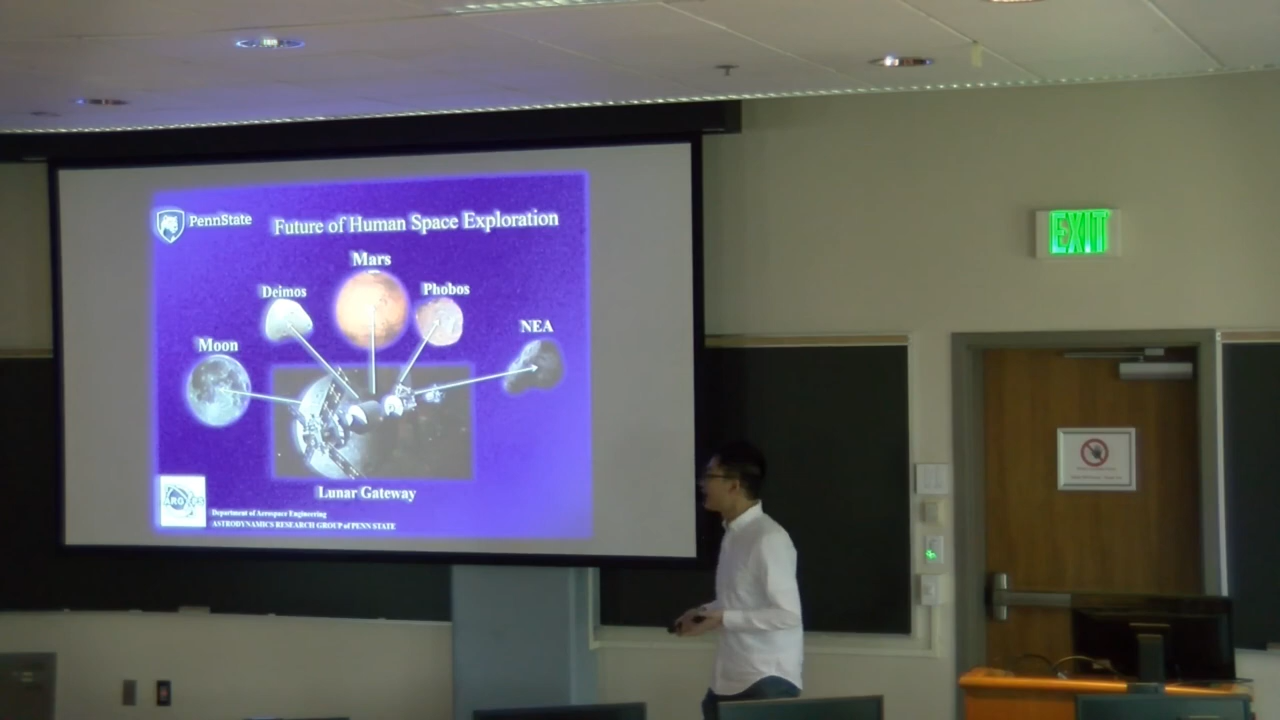 PennState
Future of Human Space Exploration
Mars
Deimos
Phobos
NEA
Moon
Lunar Gateway
Department of Aerospace Engineering
ASTRODYNAMICS RESEARCH GROUP of PENN STATE
EXIT